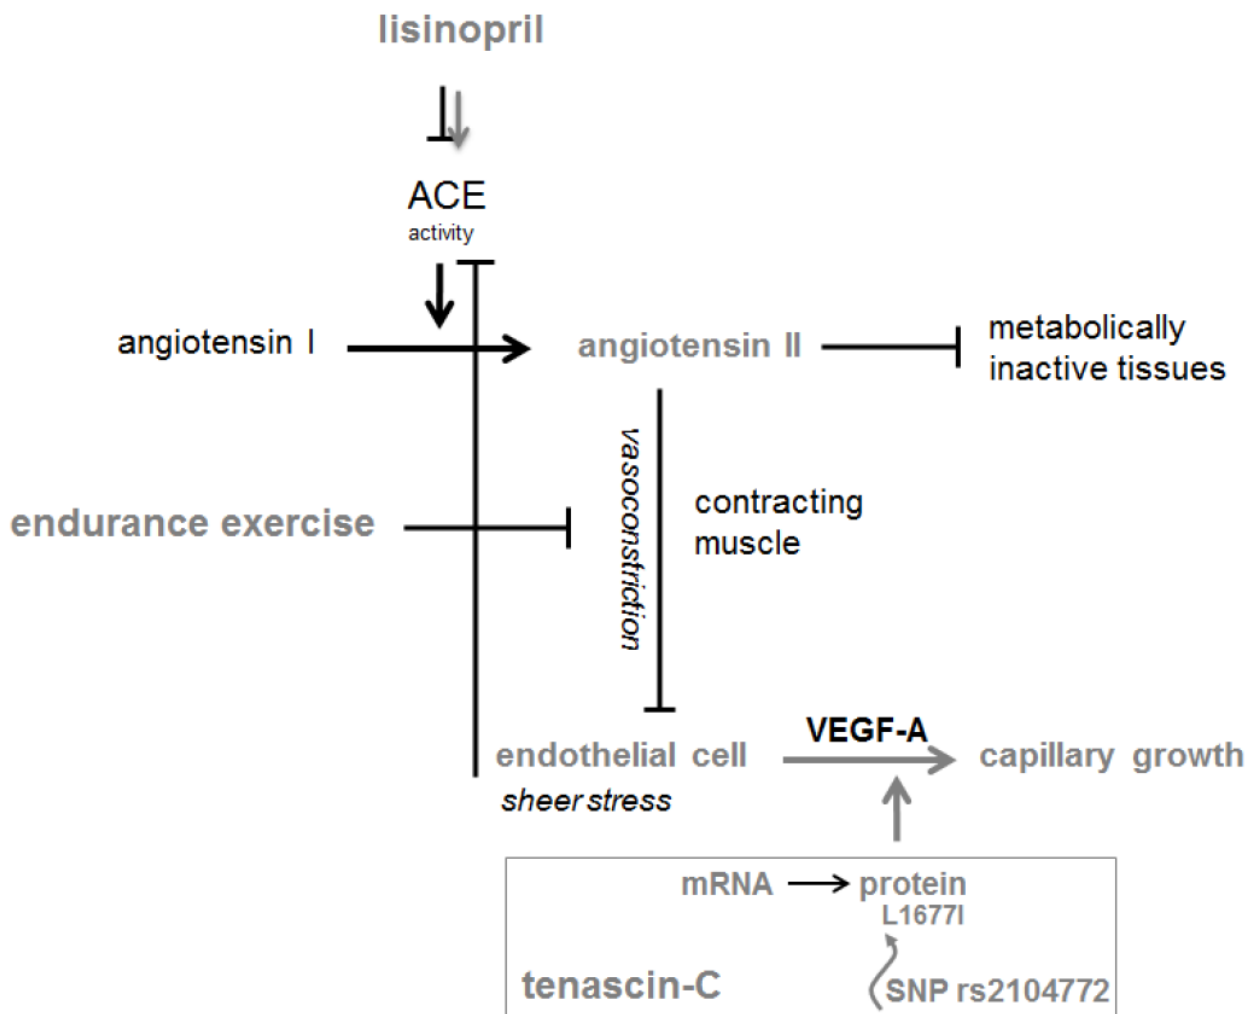 lisinopril
ACE
activity
angiotensin I
angiotensin II
metabolically
inactive tissues
vasoconstriction
contracting
muscle
endurance exercise
VEGF-A
endothelial cell
capillary growth
sheer stress
mRNA
protein
L1677I
tenascin-C
SNP rs2104772